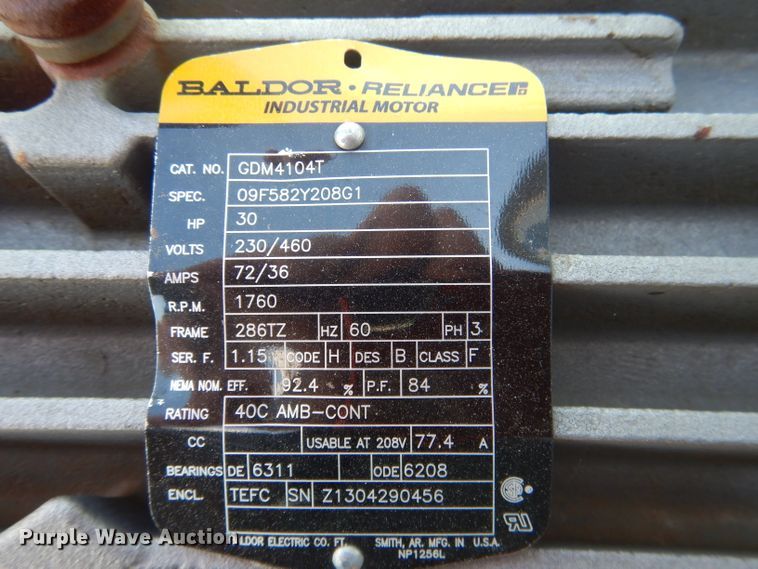 BALDOR • RELIANCE
INDUSTRIAL MOTOR
CAT. NO. GDM4104T
SPEC. 09F582Y208G1
HP 30
VOLTS 230/460
AMPS 72/36
R.P.M. 1760
FRAME 286TZ HZ 60 PH 3
SER. F. 1.15 CODE H DES B CLASS F
NEMA NOM. EFF. 92.4 % P.F. 84 %
RATING 40C AMB-CONT
CC USABLE AT 208V 77.4 A
BEARINGS DE 6311 ODE 6208
ENCL. TEFC SN Z1304290456
ELECTRIC CO. FT. SMITH, AR. MFG. IN U.S.A.
NP1256L
Purple Wave Auction